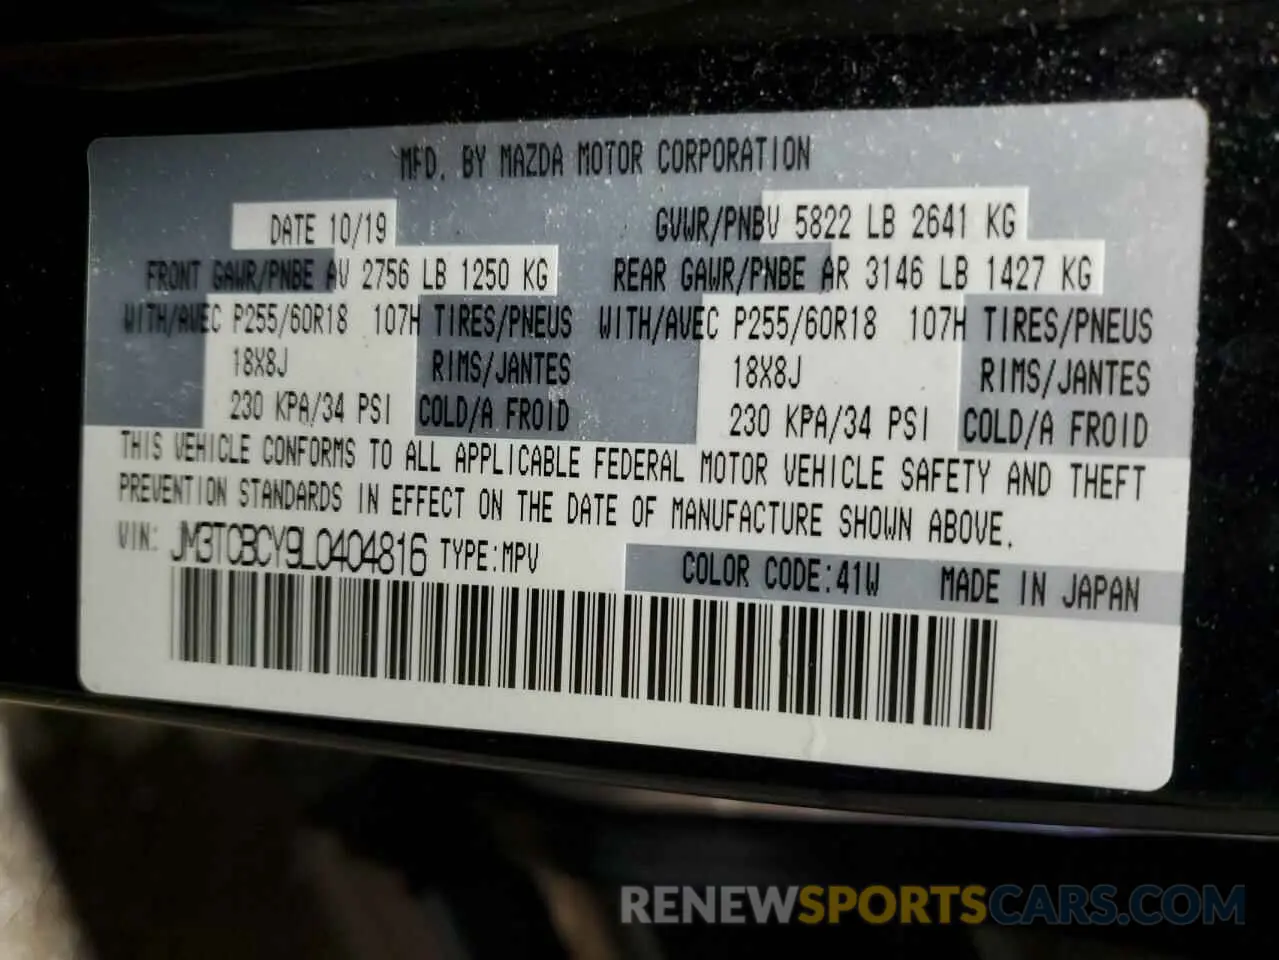 MFD. BY MAZDA MOTOR CORPORATION
DATE 10/19 GVWR/PNBV 5822 LB 2641 KG
FRONT GAWR/PNBE AV 2756 LB 1250 KG REAR GAWR/PNBE AR 3146 LB 1427 KG
WITH/AVEC P255/60R18 107H TIRES/PNEUS WITH/AVEC P255/60R18 107H TIRES/PNEUS
18X8J RIMS/JANTES 18X8J RIMS/JANTES
230 KPA/34 PSI COLD/A FROID 230 KPA/34 PSI COLD/A FROID
THIS VEHICLE CONFORMS TO ALL APPLICABLE FEDERAL MOTOR VEHICLE SAFETY AND THEFT
PREVENTION STANDARDS IN EFFECT ON THE DATE OF MANUFACTURE SHOWN ABOVE.
VIN: JM3TCBCY9L0404816 TYPE:MPV COLOR CODE:41W MADE IN JAPAN
RENEWSPORTSCARS.COM